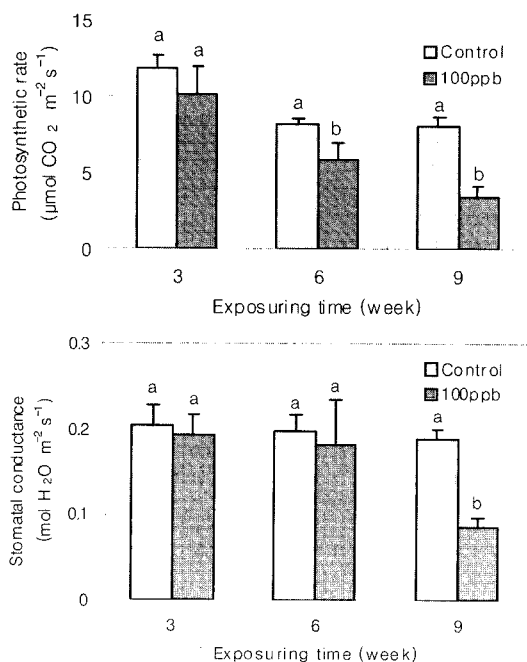 Photosynthetic rate
(μmol CO₂ m⁻² s⁻¹)
15
10
5
0
a
a
a
b
a
b
Control
100ppb
3
6
9
Exposuring time (week)
Stomatal conductance
(mol H₂O m⁻² s⁻¹)
0.3
0.2
0.1
0
a
a
a
a
a
b
Control
100ppb
3
6
9
Exposuring time (week)